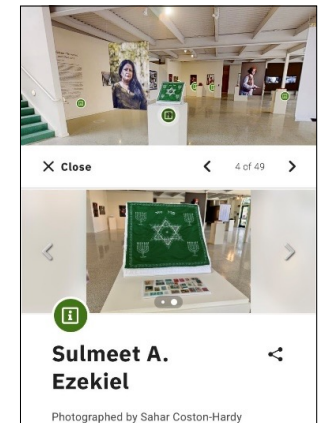 Close
4 of 49
Sulmeet A.
Ezekiel
Photographed by Sahar Coston-Hardy